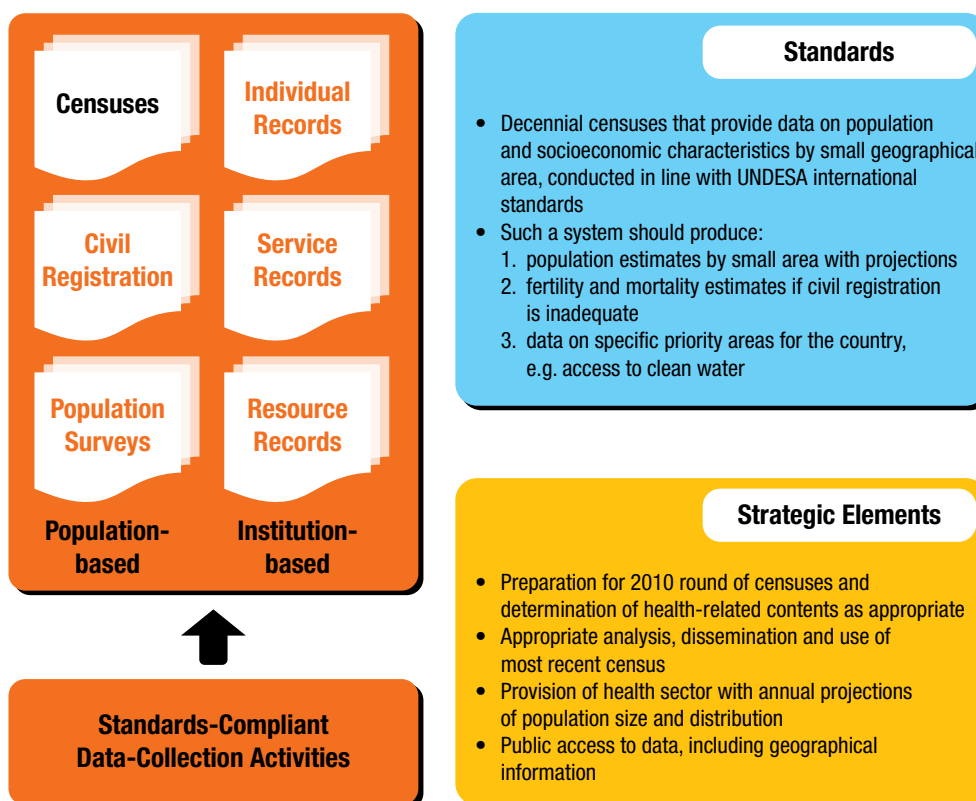 Censuses
Individual
Records
Civil
Registration
Service
Records
Population
Surveys
Resource
Records
Population-
based
Institution-
based
Standards-Compliant
Data-Collection Activities
Standards
• Decennial censuses that provide data on population
and socioeconomic characteristics by small geographical
area, conducted in line with UNDESA international
standards
• Such a system should produce:
1. population estimates by small area with projections
2. fertility and mortality estimates if civil registration
is inadequate
3. data on specific priority areas for the country,
e.g. access to clean water
Strategic Elements
• Preparation for 2010 round of censuses and
determination of health-related contents as appropriate
• Appropriate analysis, dissemination and use of
most recent census
• Provision of health sector with annual projections
of population size and distribution
• Public access to data, including geographical
information